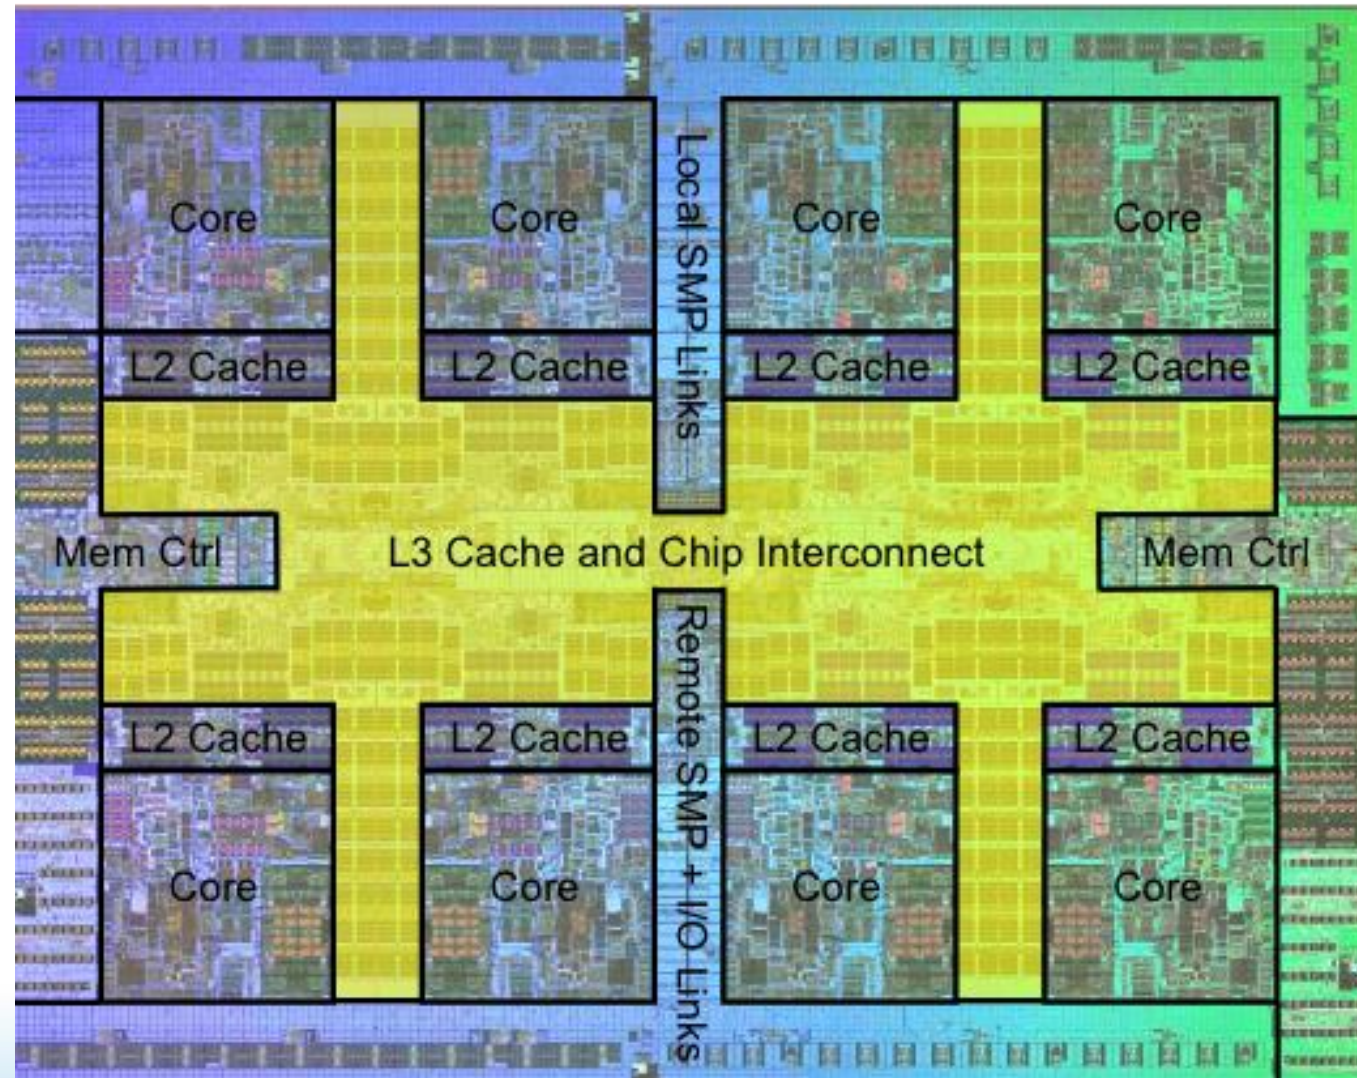 Core
Core
Local SMP Links
Core
Core
L2 Cache
L2 Cache
L2 Cache
L2 Cache
Mem Ctrl
L3 Cache and Chip Interconnect
Mem Ctrl
L2 Cache
L2 Cache
Remote SMP + I/O Links
L2 Cache
L2 Cache
Core
Core
Core
Core